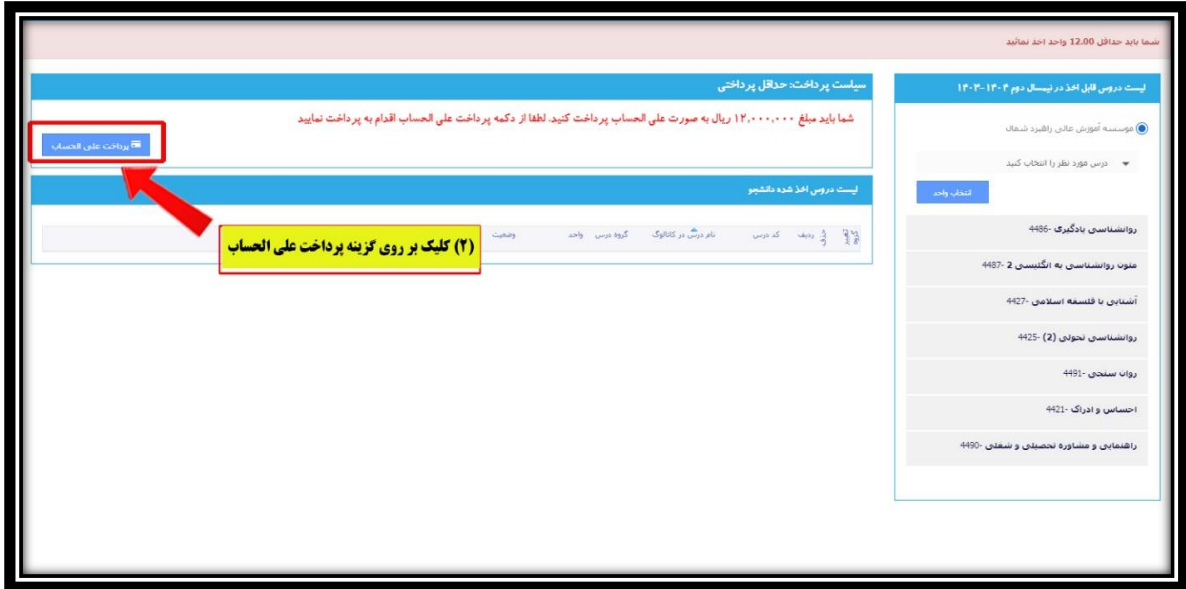 شما باید حداقل 12.00 واحد اخذ نمائید
لیست دروس قابل اخذ در نیمسال دوم ۱۴۰۴-۱۴۰۳
موسسه آموزش عالی راهبرد شمال
درس مورد نظر را انتخاب کنید
انتخاب واحد
روانشناسی یادگیری -4486
متون روانشناسی به انگلیسی 2 -4487
آشنایی با فلسفه اسلامی -4427
روانشناسی تحولی (2) -4425
روان سنجی -4491
احساس و ادراک -4421
راهنمایی و مشاوره تحصیلی و شغلی -4490
سیاست پرداخت: حداقل پرداختی
شما باید مبلغ ۱۲,۰۰۰,۰۰۰ ریال به صورت علی الحساب پرداخت کنید. لطفا از دکمه پرداخت علی الحساب اقدام به پرداخت نمایید
پرداخت علی الحساب
لیست دروس اخذ شده دانشجو
تغییر گروه حذف ردیف کد درس نام درس در کاتالوگ گروه درس واحد وضعیت
(۲) کلیک بر روی گزینه پرداخت علی الحساب